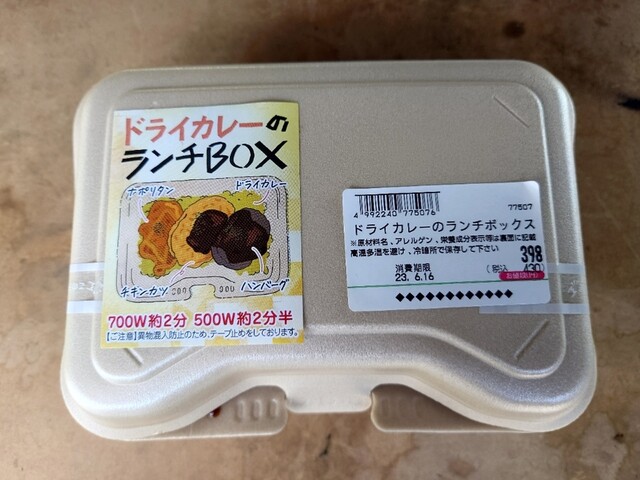 ドライカレーの
ランチBOX
ナポリタン
ドライカレー
チキンカツ
ハンバーグ
700W約2分 500W約2分半
【ご注意】異物混入防止のため、テープ止めをしております。
77507
4 992240 775076
ドライカレーのランチボックス
※原材料名、アレルゲン、栄養成分表示等は裏面に記載
高温多湿を避け、冷暗所で保存して下さい
398
消費期限
(税込 430)
23. 6.16